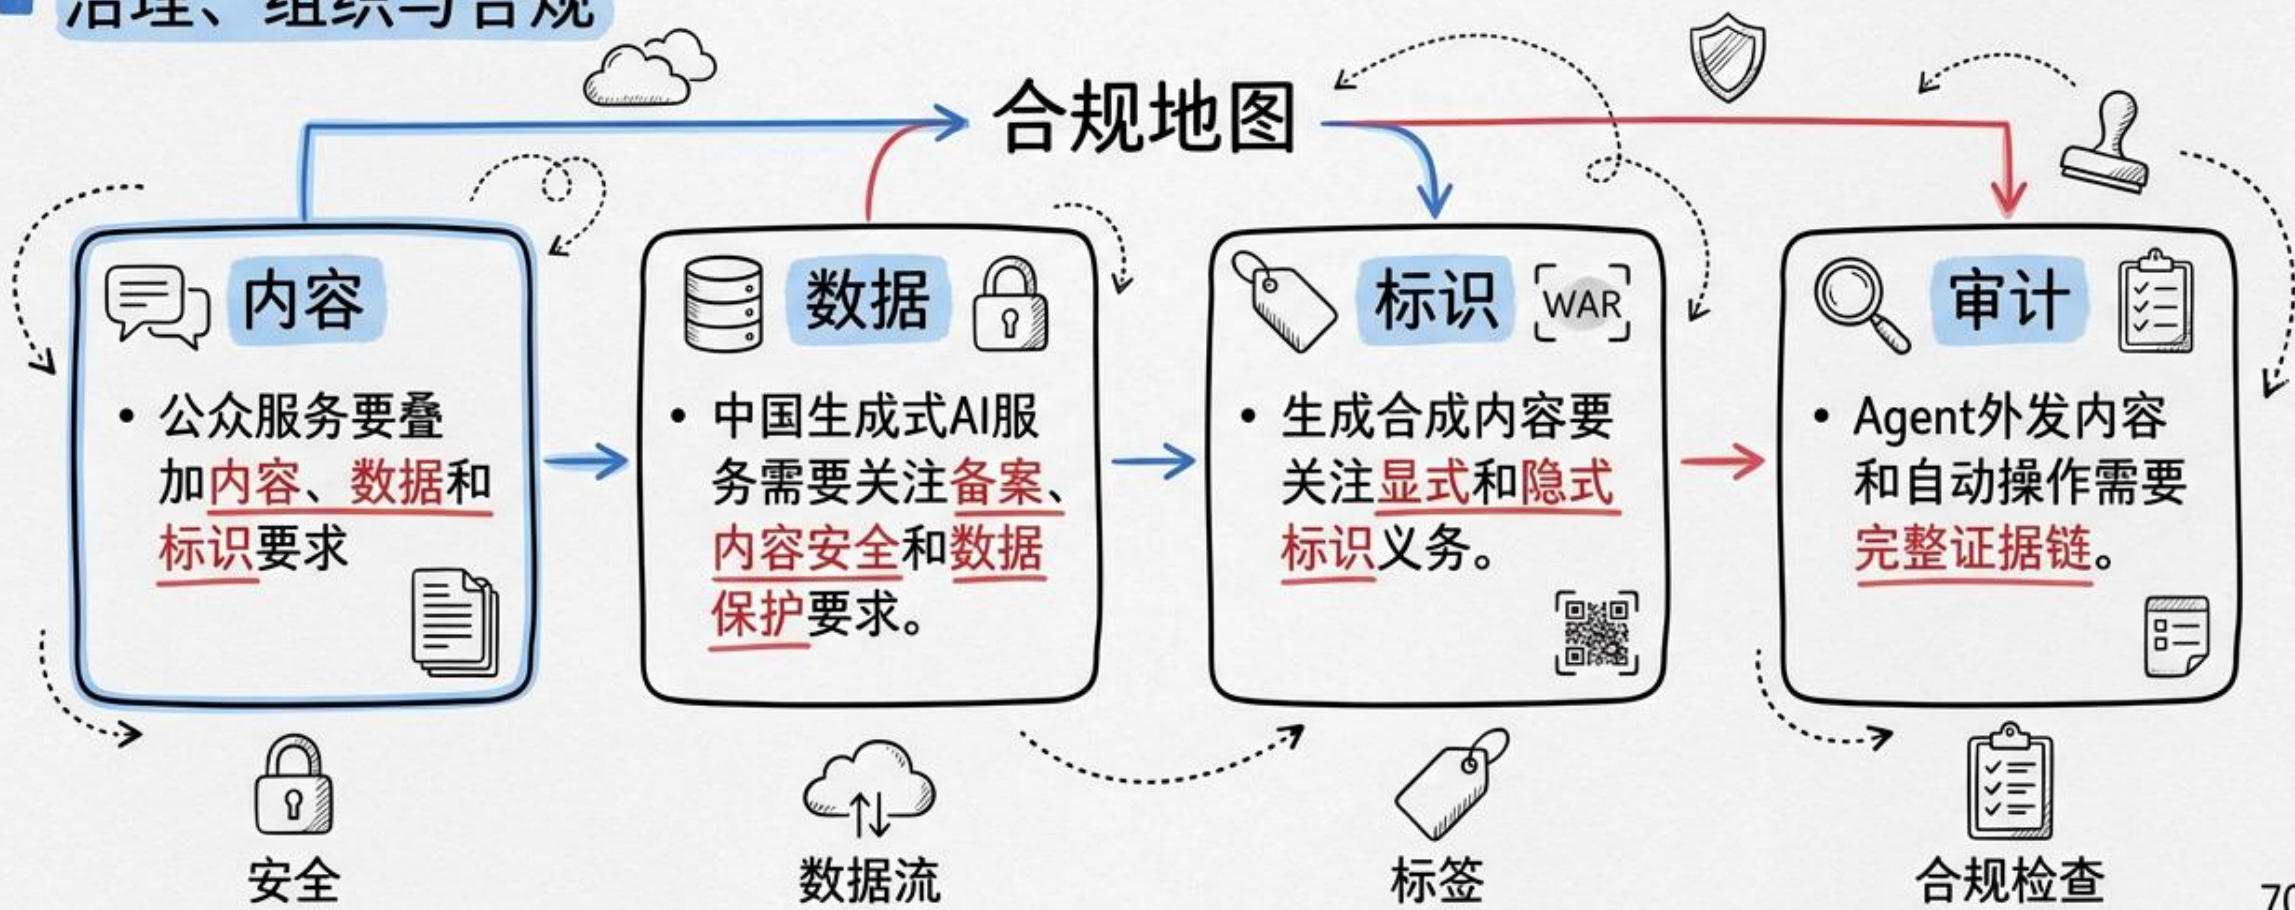 治理、组织与合规
合规地图
内容
• 公众服务要叠
加内容、数据和
标识要求
数据
• 中国生成式AI服
务需要关注备案、
内容安全和数据
保护要求。
标识
WAR
• 生成合成内容要
关注显式和隐式
标识义务。
审计
• Agent外发内容
和自动操作需要
完整证据链。
安全
数据流
标签
合规检查